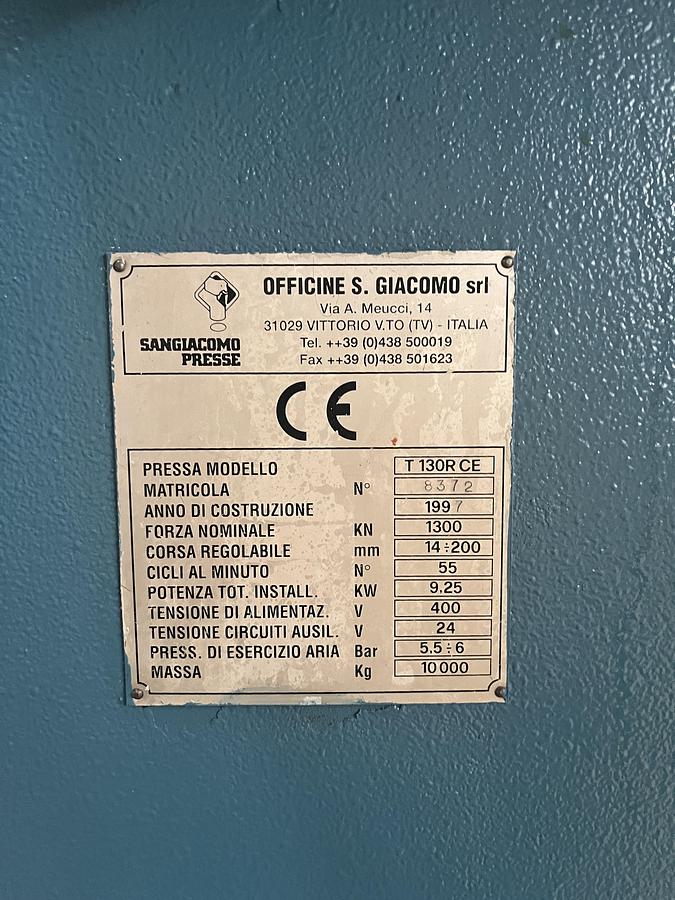 OFFICINE S. GIACOMO srl
Via A. Meucci, 14
31029 VITTORIO V.TO (TV) - ITALIA
Tel. ++39 (0)438 500019
Fax ++39 (0)438 501623
SANGIACOMO
PRESSE
CE
PRESSA MODELLO T 130R CE
MATRICOLA N° 8372
ANNO DI COSTRUZIONE 1997
FORZA NOMINALE KN 1300
CORSA REGOLABILE mm 14÷200
CICLI AL MINUTO N° 55
POTENZA TOT. INSTALL. KW 9.25
TENSIONE DI ALIMENTAZ. V 400
TENSIONE CIRCUITI AUSIL. V 24
PRESS. DI ESERCIZIO ARIA Bar 5.5÷6
MASSA Kg 10 000